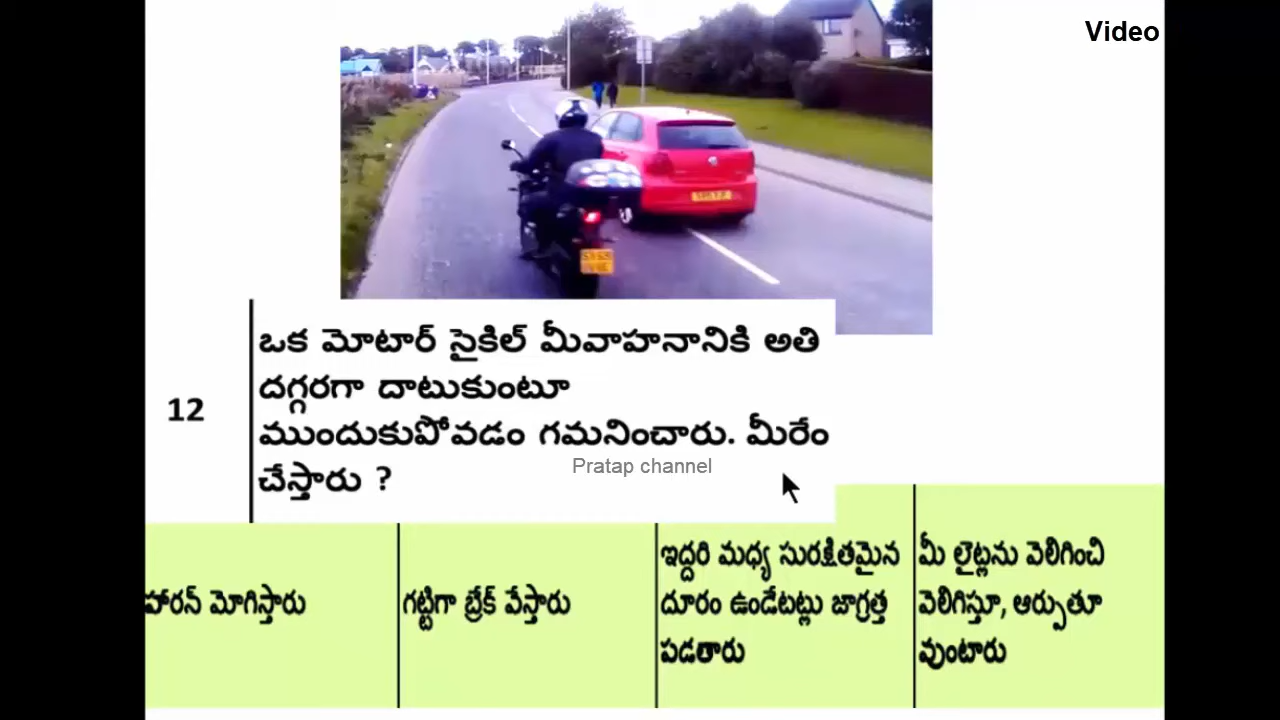 Video
ఒక మోటార్ సైకిల్ మీవాహనానికి అతి
దగ్గరగా దాటుకుంటూ
12
ముందుకుపోవడం గమనించారు. మీరేం
Pratap channel
చేస్తారు ?
హారన్ మోగిస్తారు
గట్టిగా బ్రేక్ వేస్తారు
ఇద్దరి మధ్య సురక్షితమైన
దూరం ఉండేటట్లు జాగ్రత్త
పడతారు
మీ లైట్లను వెలిగించి
వెలిగిస్తూ, ఆర్పుతూ
వుంటారు